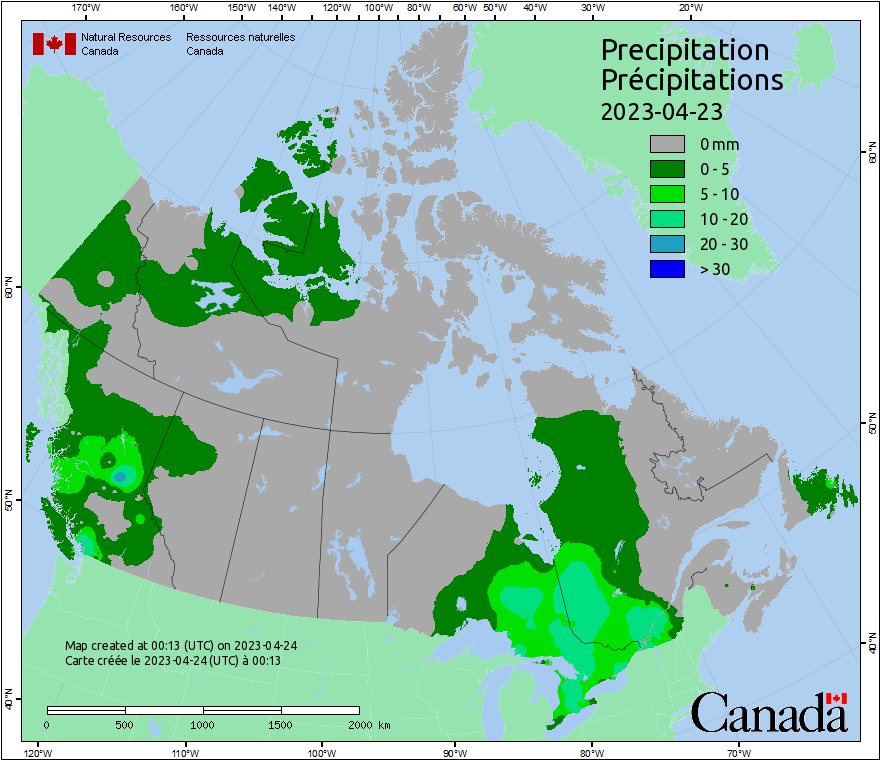 170°W 160°W 150°W 140°W 130°W 120°W 110°W 100°W 90°W 80°W 60°W 50°W 40°W 30°W 20°W
Natural Resources Canada
Ressources naturelles Canada
Precipitation
Précipitations
2023-04-23
0 mm
0 - 5
5 - 10
10 - 20
20 - 30
> 30
60°N
50°N
40°N
60°N
50°N
40°N
Map created at 00:13 (UTC) on 2023-04-24
Carte créée le 2023-04-24 (UTC) à 00:13
0 500 1000 1500 2000 km
Canada
120°W 110°W 100°W 90°W 80°W 70°W